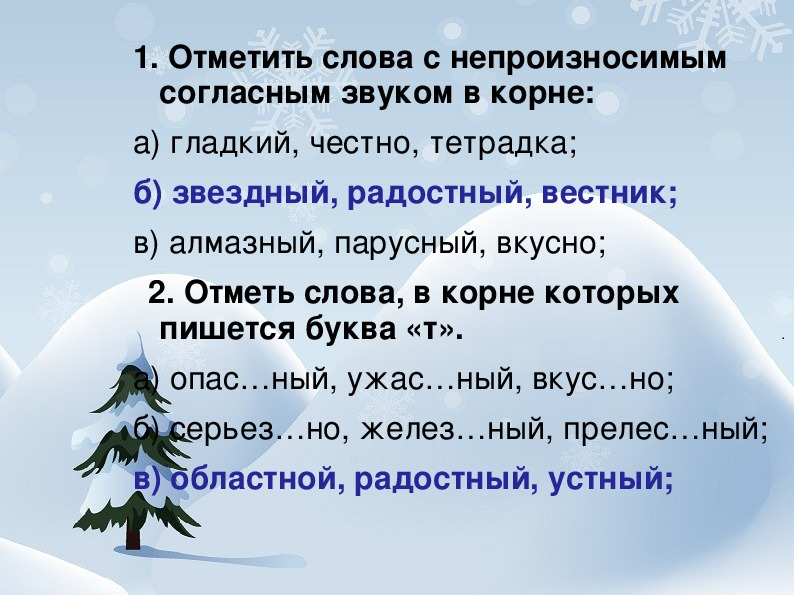 1. Отметить слова с непроизносимым
согласным звуком в корне:
а) гладкий, честно, тетрадка;
б) звездный, радостный, вестник;
в) алмазный, парусный, вкусно;
2. Отметь слова, в корне которых
пишется буква «т».
а) опас…ный, ужас…ный, вкус…но;
б) серьез…но, желез…ный, прелес…ный;
в) областной, радостный, устный;